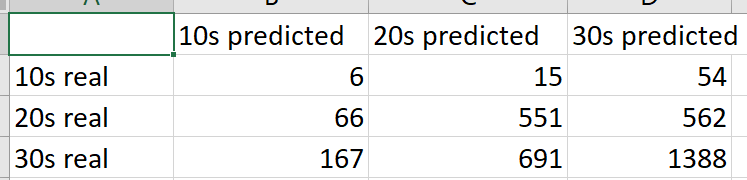 10s predicted 20s predicted 30s predicted
10s real 6 15 54
20s real 66 551 562
30s real 167 691 1388